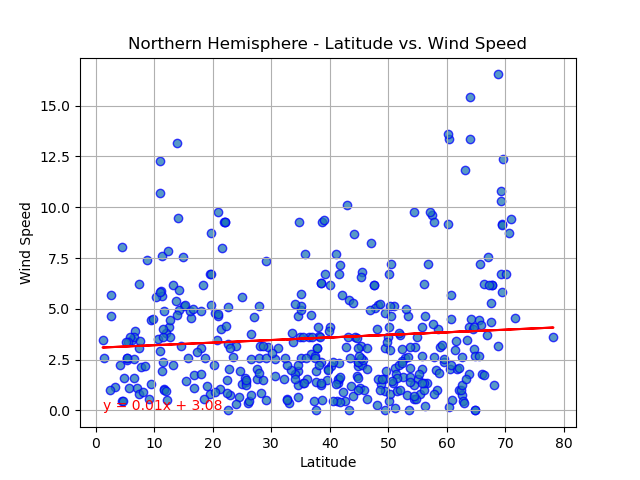 Northern Hemisphere - Latitude vs. Wind Speed
Wind Speed
15.0
12.5
10.0
7.5
5.0
2.5
0.0
y = 0.01x + 3.08
0 10 20 30 40 50 60 70 80
Latitude